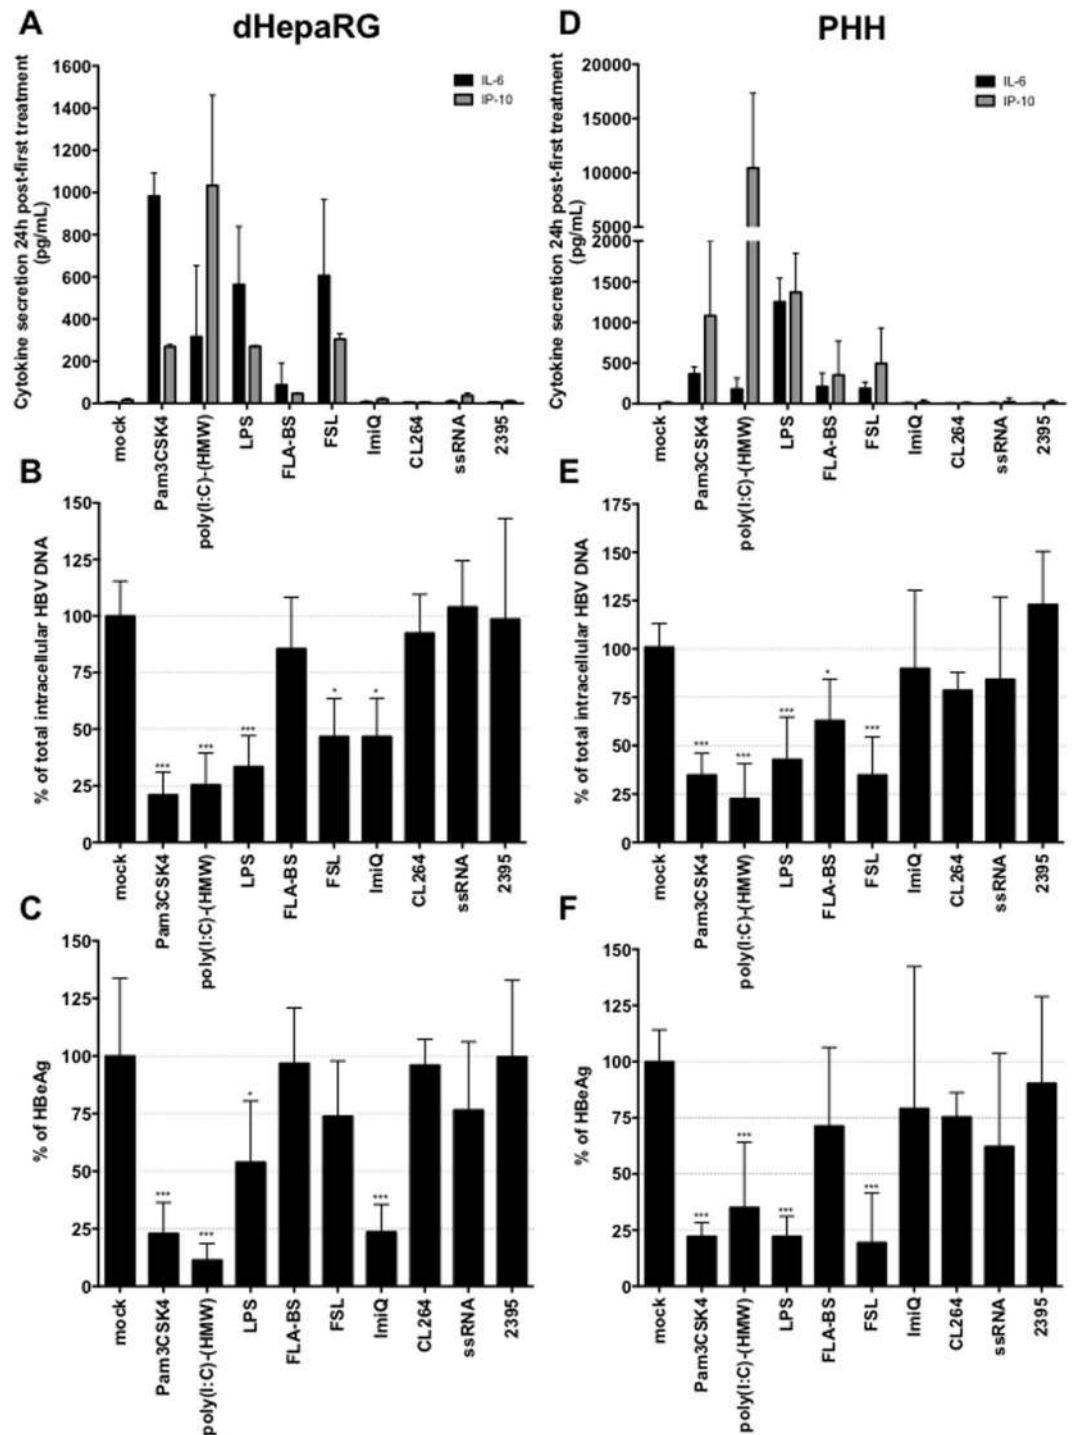 A
dHepaRG
Cytokine secretion 24h post-first treatment
(pg/mL)
1600
1400
1200
1000
800
600
400
200
0
IL-6
IP-10
mock
Pam3CSK4
poly(I:C)-(HMW)
LPS
FLA-BS
FSL
ImiQ
CL264
ssRNA
2395
D
PHH
Cytokine secretion 24h post-first treatment
(pg/mL)
20000
15000
10000
5000
2000
1500
1000
500
0
IL-6
IP-10
mock
Pam3CSK4
poly(I:C)-(HMW)
LPS
FLA-BS
FSL
ImiQ
CL264
ssRNA
2395
B
% of total intracellular HBV DNA
150
125
100
75
50
25
0
***
***
***
*
*
mock
Pam3CSK4
poly(I:C)-(HMW)
LPS
FLA-BS
FSL
ImiQ
CL264
ssRNA
2395
E
% of total intracellular HBV DNA
175
150
125
100
75
50
25
0
***
***
***
*
***
mock
Pam3CSK4
poly(I:C)-(HMW)
LPS
FLA-BS
FSL
ImiQ
CL264
ssRNA
2395
C
% of HBeAg
150
125
100
75
50
25
0
***
***
*
***
mock
Pam3CSK4
poly(I:C)-(HMW)
LPS
FLA-BS
FSL
ImiQ
CL264
ssRNA
2395
F
% of HBeAg
150
125
100
75
50
25
0
***
***
***
***
mock
Pam3CSK4
poly(I:C)-(HMW)
LPS
FLA-BS
FSL
ImiQ
CL264
ssRNA
2395